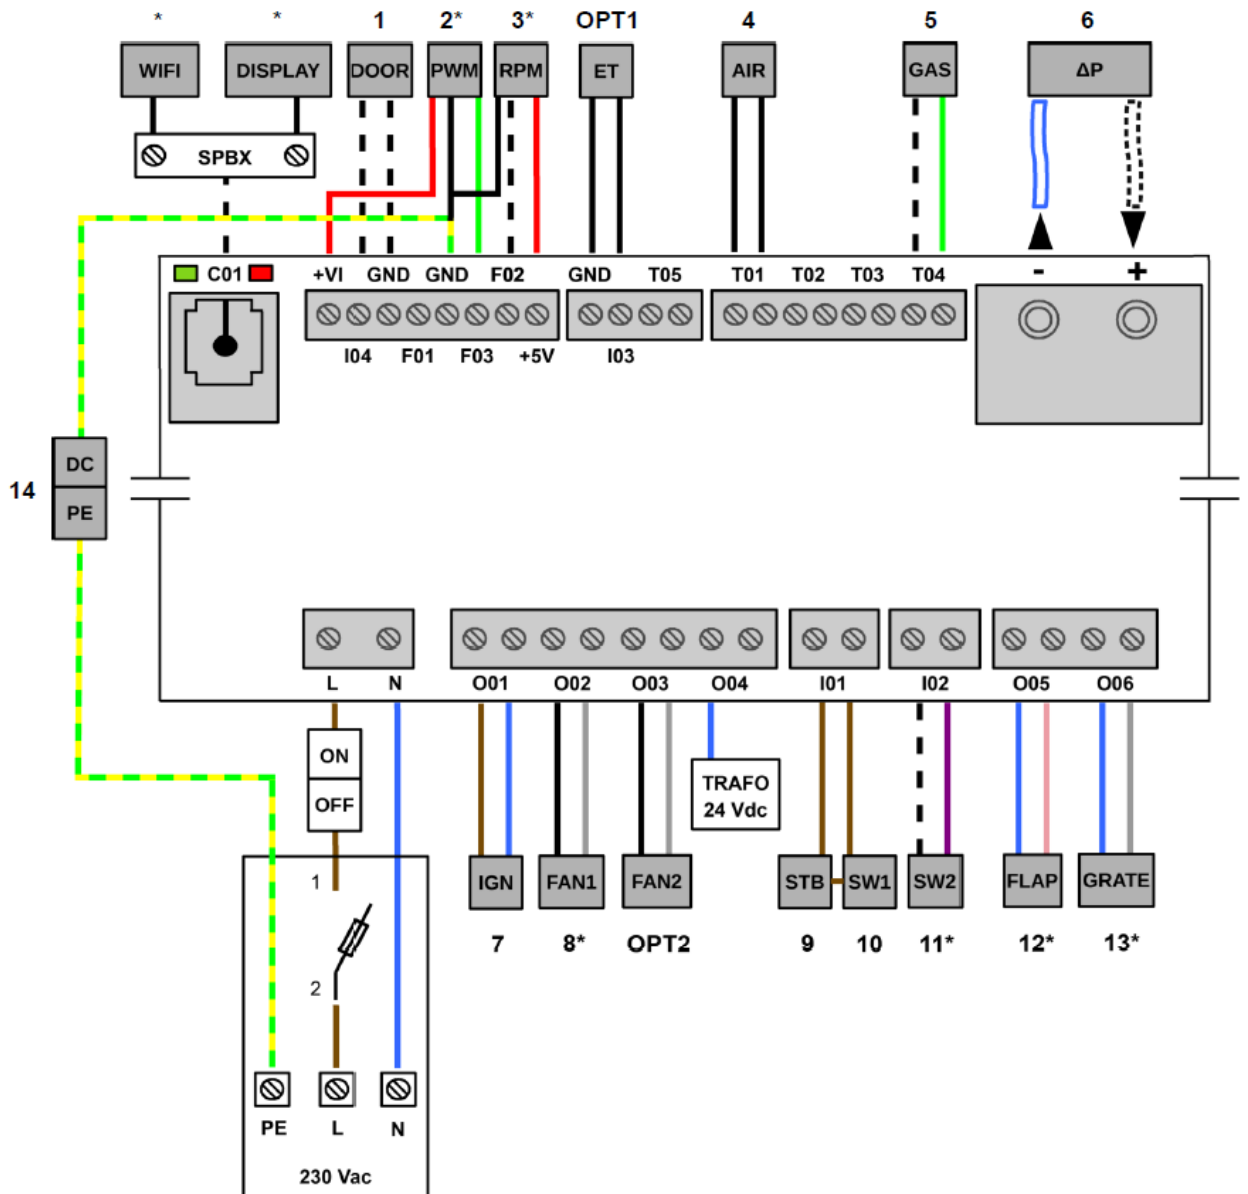 * * 1 2* 3* OPT1 4 5 6
WIFI DISPLAY DOOR PWM RPM ET AIR GAS ΔP
SPBX
C01 +VI GND GND F02 GND T05 T01 T02 T03 T04 - +
I04 F01 F03 +5V I03
DC
14
PE
L N O01 O02 O03 O04 I01 I02 O05 O06
ON
OFF
TRAFO
24 Vdc
1 IGN FAN1 FAN2 STB SW1 SW2 FLAP GRATE
7 8* OPT2 9 10 11* 12* 13*
2
PE L N
230 Vac